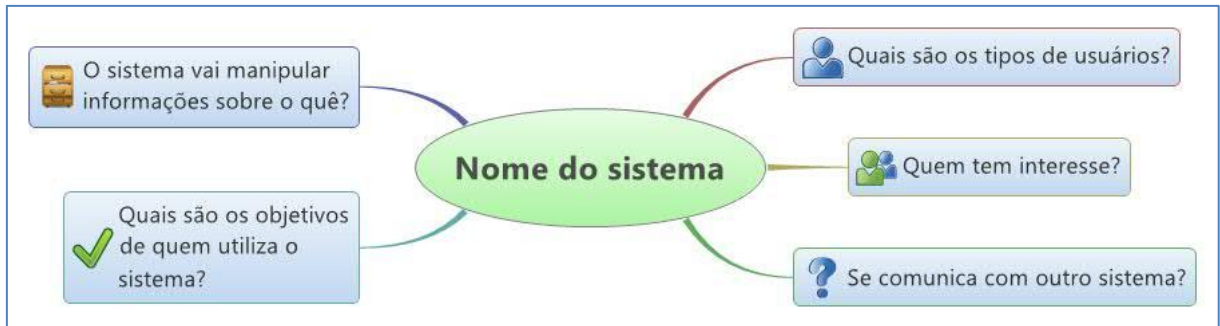 O sistema vai manipular
informações sobre o quê?
Quais são os objetivos
de quem utiliza o
sistema?
Nome do sistema
Quais são os tipos de usuários?
Quem tem interesse?
Se comunica com outro sistema?